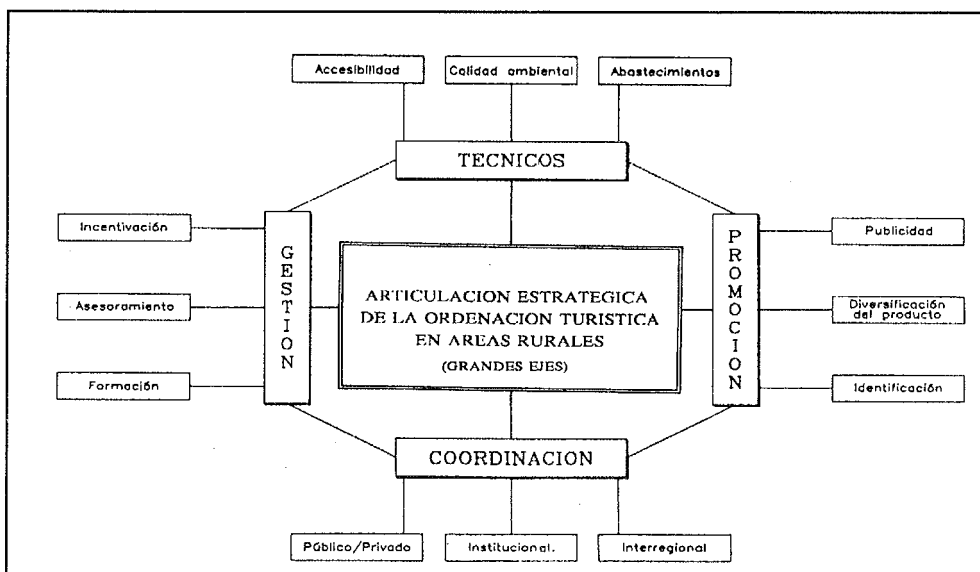 Accesibilidad
Calidad ambiental
Abastecimientos
TECNICOS
Incentivación
Asesoramiento
Formación
GESTION
ARTICULACION ESTRATEGICA
DE LA ORDENACION TURISTICA
EN AREAS RURALES
(GRANDES EJES)
PROMOCION
Publicidad
Diversificación
del producto
Identificación
COORDINACION
Público/Privado
Institucional.
Interregional